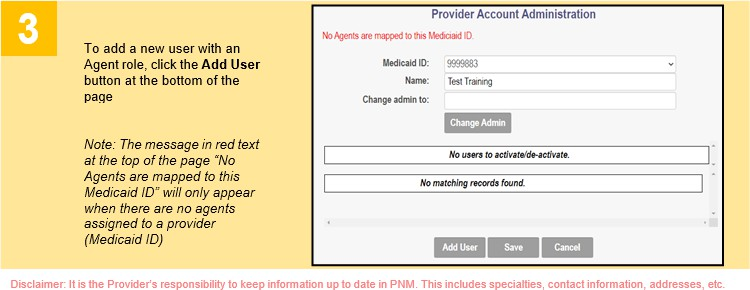 3
To add a new user with an
Agent role, click the Add User
button at the bottom of the
page
Note: The message in red text
at the top of the page “No
Agents are mapped to this
Medicaid ID” will only appear
when there are no agents
assigned to a provider
(Medicaid ID)
Provider Account Administration
No Agents are mapped to this Mediciaid ID.
Medicaid ID: 9999883
Name: Test Training
Change admin to:
Change Admin
No users to activate/de-activate.
No matching records found.
Add User Save Cancel
Disclaimer: It is the Provider's responsibility to keep information up to date in PNM. This includes specialties, contact information, addresses, etc.